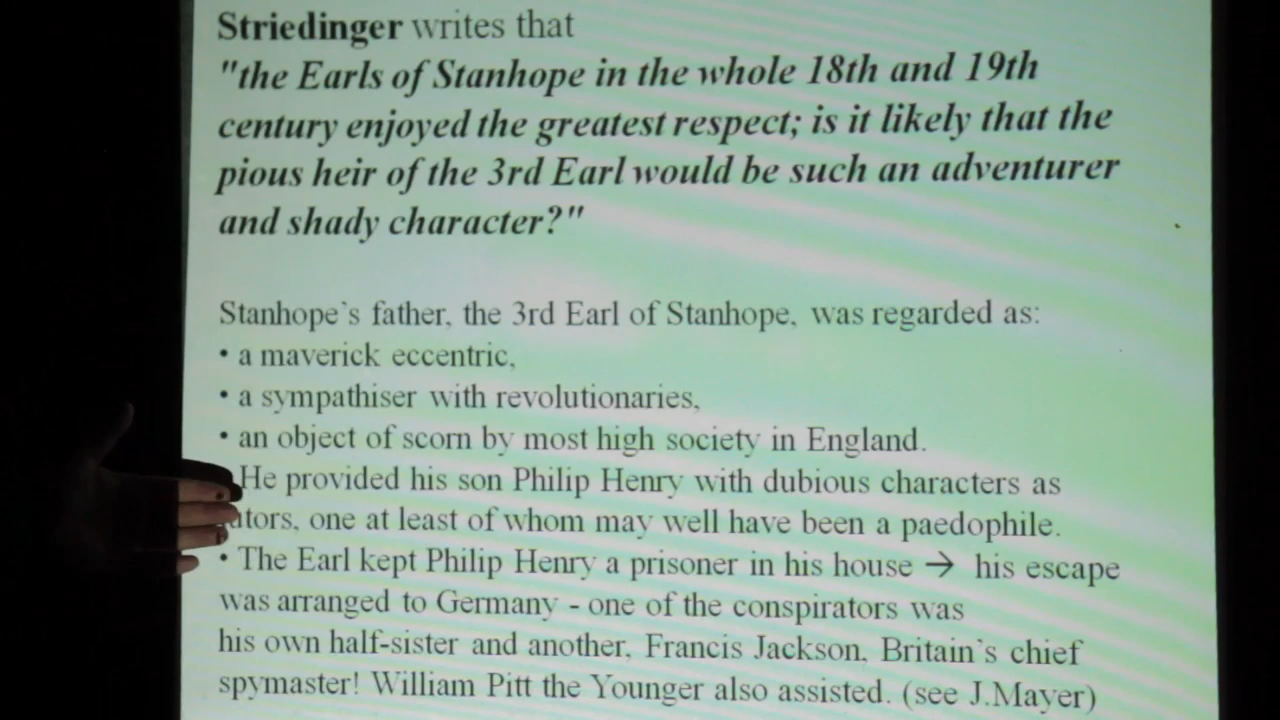 Striedinger writes that
"the Earls of Stanhope in the whole 18th and 19th
century enjoyed the greatest respect; is it likely that the
pious heir of the 3rd Earl would be such an adventurer
and shady character?"
Stanhope`s father, the 3rd Earl of Stanhope, was regarded as:
• a maverick eccentric,
• a sympathiser with revolutionaries,
• an object of scorn by most high society in England.
He provided his son Philip Henry with dubious characters as
utors, one at least of whom may well have been a paedophile.
• The Earl kept Philip Henry a prisoner in his house → his escape
was arranged to Germany - one of the conspirators was
his own half-sister and another, Francis Jackson, Britain`s chief
spymaster! William Pitt the Younger also assisted. (see J.Mayer)